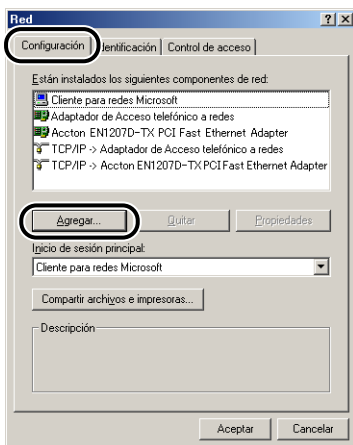 Red
Configuración Identificación Control de acceso
Están instalados los siguientes componentes de red:
Cliente para redes Microsoft
Adaptador de Acceso telefónico a redes
Accton EN1207D-TX PCI Fast Ethernet Adapter
TCP/IP -> Adaptador de Acceso telefónico a redes
TCP/IP -> Accton EN1207D-TX PCI Fast Ethernet Adapter
Agregar... Quitar Propiedades
Inicio de sesión principal:
Cliente para redes Microsoft
Compartir archivos e impresoras...
Descripción
Aceptar Cancelar